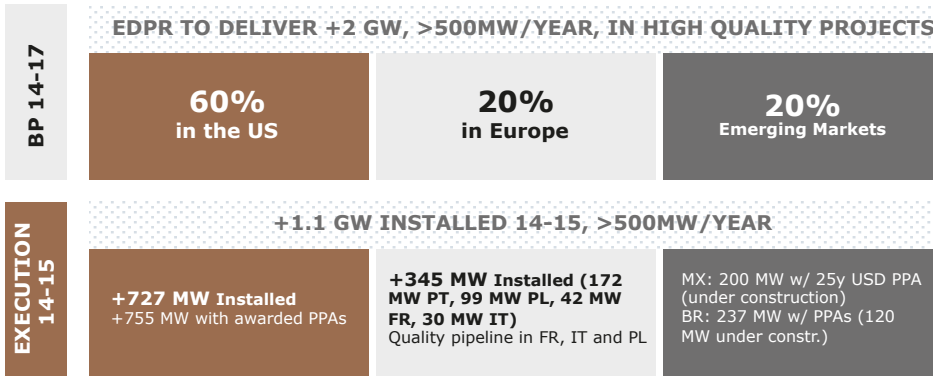 BP 14-17
EDPR TO DELIVER +2 GW, >500MW/YEAR, IN HIGH QUALITY PROJECTS
60%
in the US
20%
in Europe
20%
Emerging Markets
EXECUTION
14-15
+1.1 GW INSTALLED 14-15, >500MW/YEAR
+727 MW Installed
+755 MW with awarded PPAs
+345 MW Installed (172
MW PT, 99 MW PL, 42 MW
FR, 30 MW IT)
Quality pipeline in FR, IT and PL
MX: 200 MW w/ 25y USD PPA
(under construction)
BR: 237 MW w/ PPAs (120
MW under constr.)